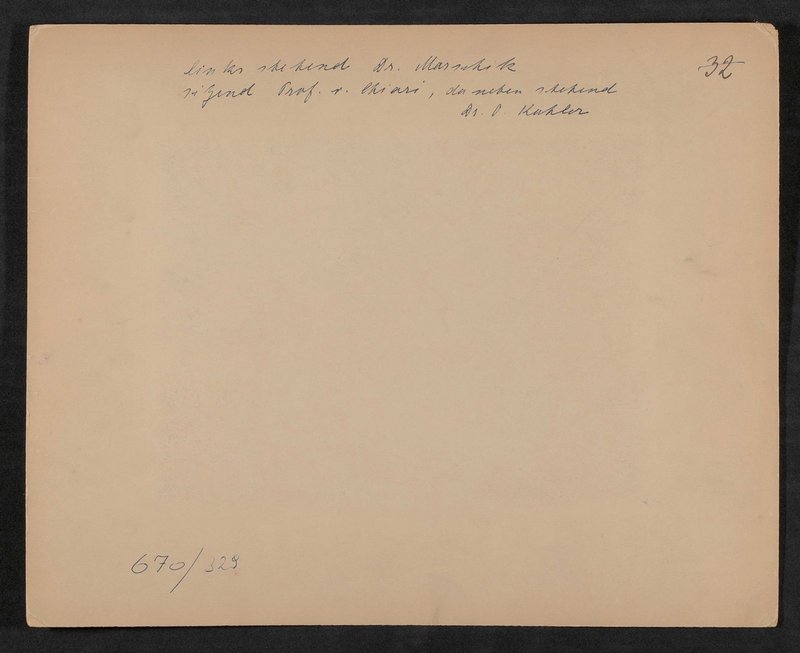 links stehend Dr. Marschik
32
sitzend Prof. v. Chiari, daneben stehend
Dr. O. Kahler
670/329